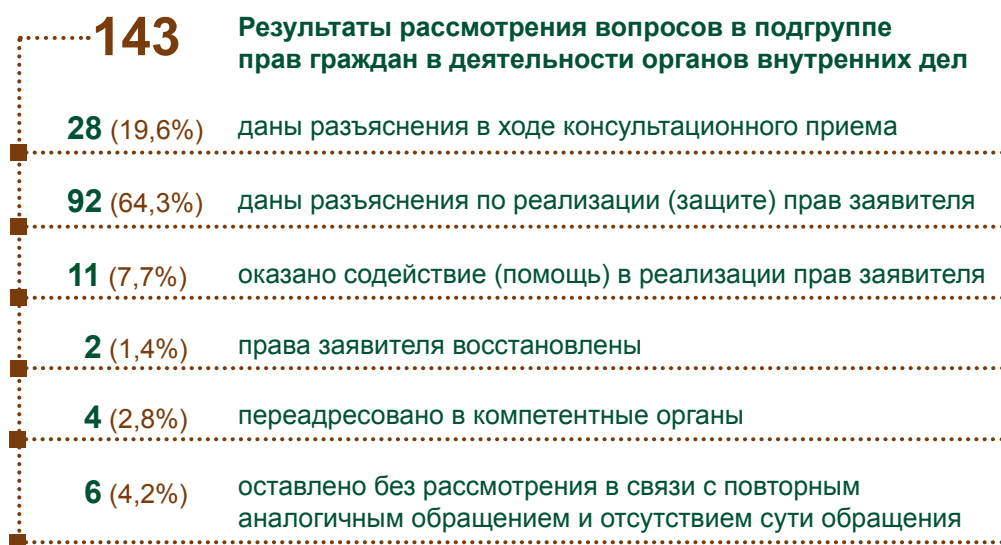 143 Результаты рассмотрения вопросов в подгруппе
прав граждан в деятельности органов внутренних дел
28 (19,6%) даны разъяснения в ходе консультационного приема
92 (64,3%) даны разъяснения по реализации (защите) прав заявителя
11 (7,7%) оказано содействие (помощь) в реализации прав заявителя
2 (1,4%) права заявителя восстановлены
4 (2,8%) переадресовано в компетентные органы
6 (4,2%) оставлено без рассмотрения в связи с повторным
аналогичным обращением и отсутствием сути обращения